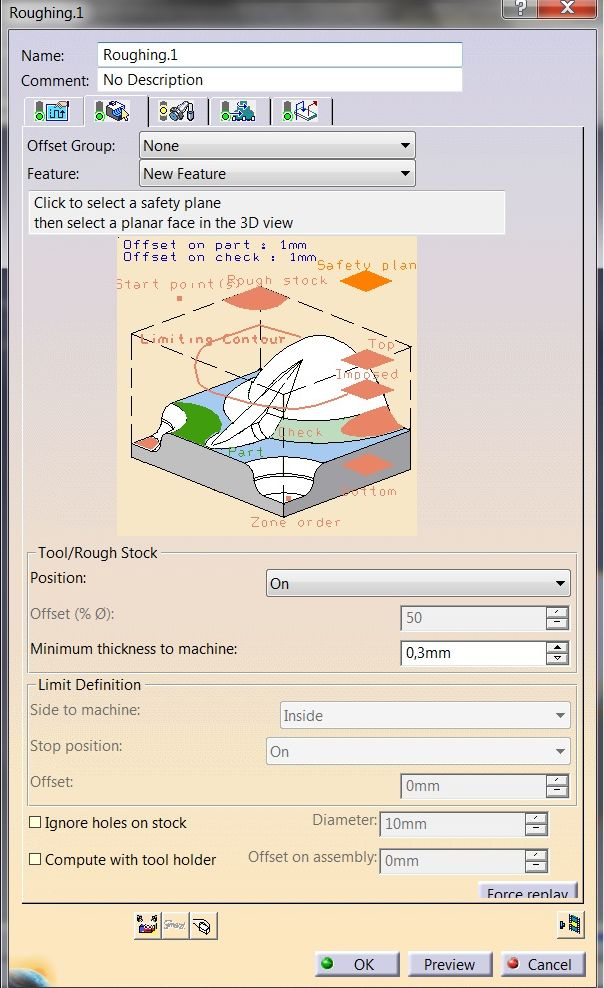 Roughing.1
?
Name: Roughing.1
Comment: No Description
Offset Group: None
Feature: New Feature
Click to select a safety plane
then select a planar face in the 3D view
Offset on part : 1mm
Offset on check : 1mm
Safety plan
Start point(s)
Rough stock
Limiting Contour
Top
Imposed
Check
Part
Bottom
Zone order
Tool/Rough Stock
Position: On
Offset (% Ø): 50
Minimum thickness to machine: 0,3mm
Limit Definition
Side to machine: Inside
Stop position: On
Offset: 0mm
Ignore holes on stock Diameter: 10mm
Compute with tool holder Offset on assembly: 0mm
Force replay
OK Preview Cancel